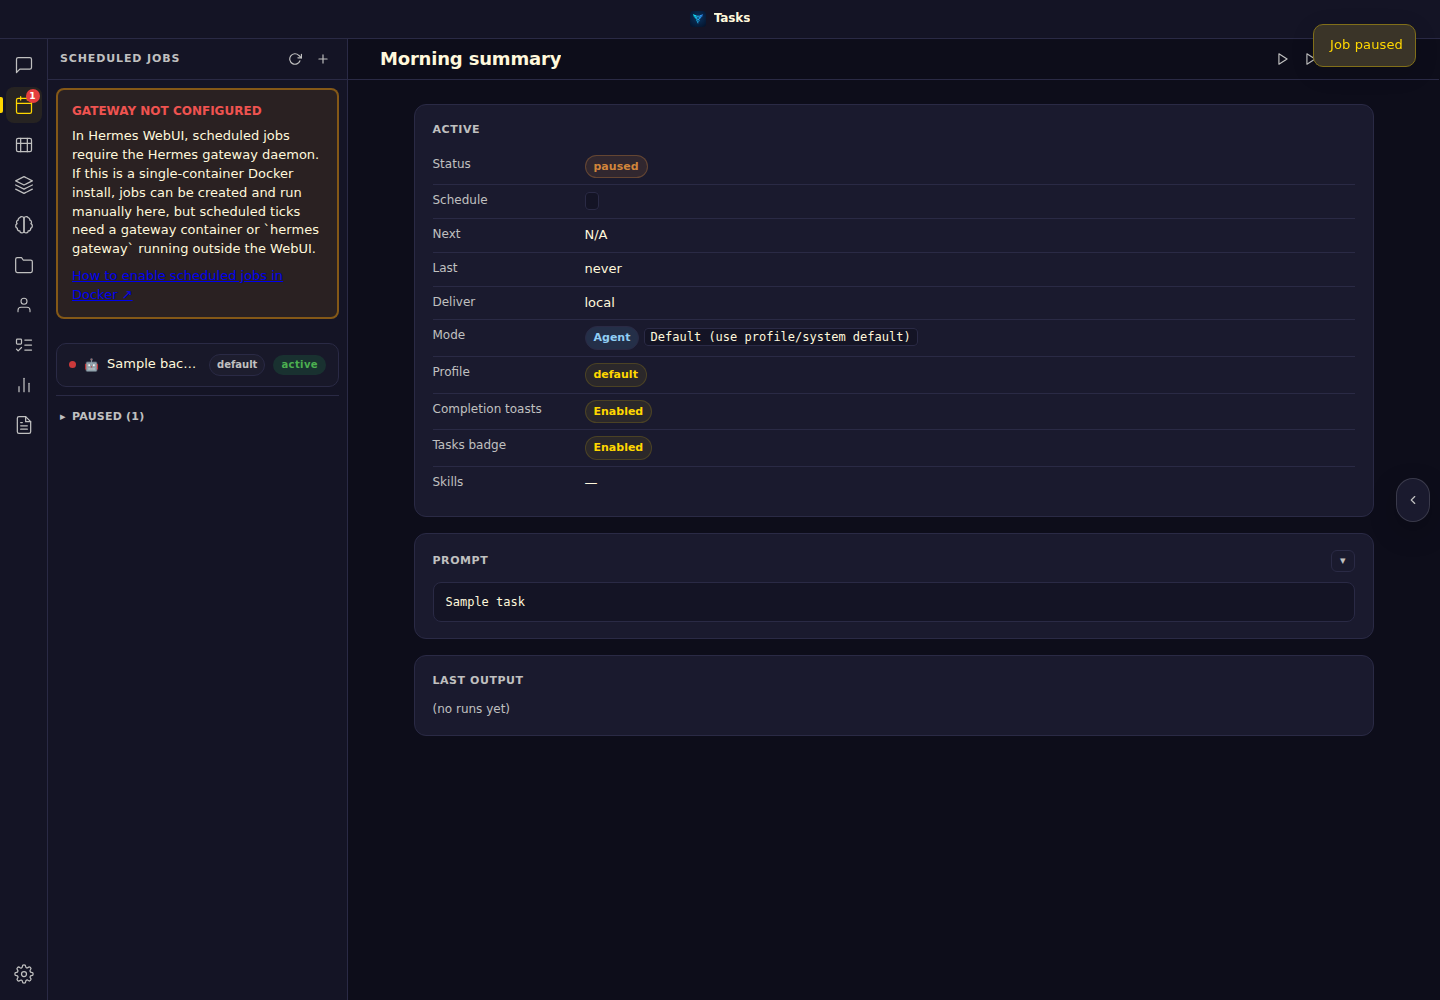 Tasks
SCHEDULED JOBS
Morning summary
Job paused
1
GATEWAY NOT CONFIGURED
In Hermes WebUI, scheduled jobs
require the Hermes gateway daemon.
If this is a single-container Docker
install, jobs can be created and run
manually here, but scheduled ticks
need a gateway container or `hermes
gateway` running outside the WebUI.
How to enable scheduled jobs in
Docker ↗
🤖 Sample bac… default active
▸ PAUSED (1)
ACTIVE
Status paused
Schedule
Next N/A
Last never
Deliver local
Mode Agent Default (use profile/system default)
Profile default
Completion toasts Enabled
Tasks badge Enabled
Skills —
PROMPT
Sample task
LAST OUTPUT
(no runs yet)